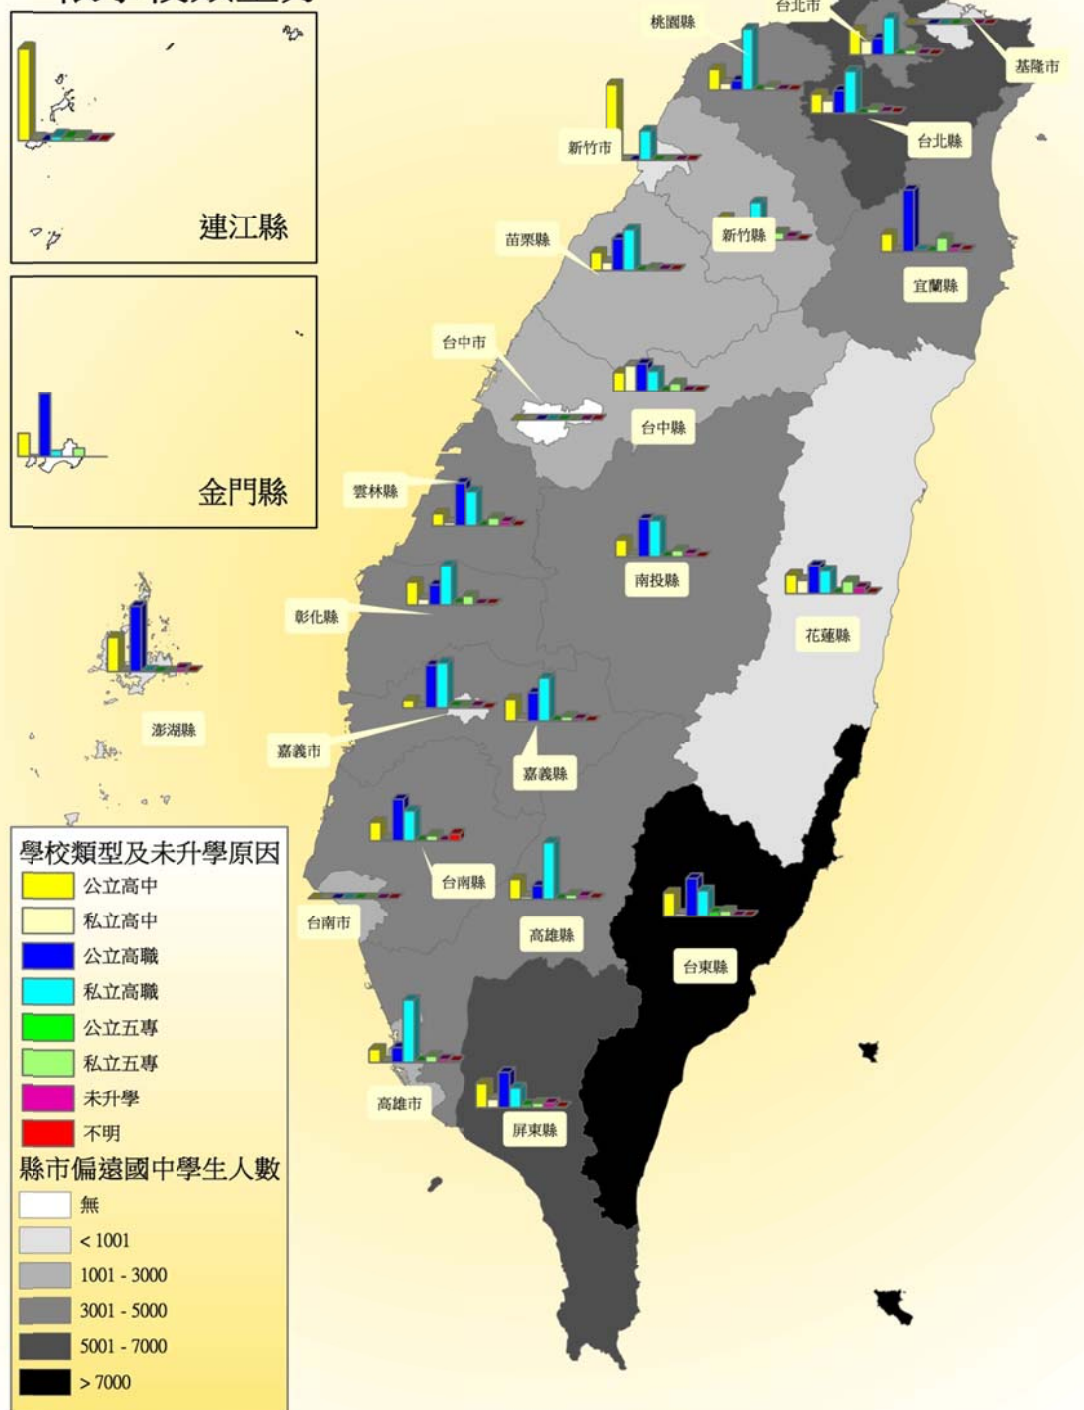 台北市
桃園縣
基隆市
台北縣
新竹市
連江縣
新竹縣
苗栗縣
宜蘭縣
台中市
台中縣
金門縣
雲林縣
南投縣
彰化縣
花蓮縣
澎湖縣
嘉義市
嘉義縣
台南縣
台南市
高雄縣
台東縣
高雄市
屏東縣
學校類型及未升學原因
公立高中
私立高中
公立高職
私立高職
公立五專
私立五專
未升學
不明
縣市偏遠國中學生人數
無
< 1001
1001 - 3000
3001 - 5000
5001 - 7000
> 7000